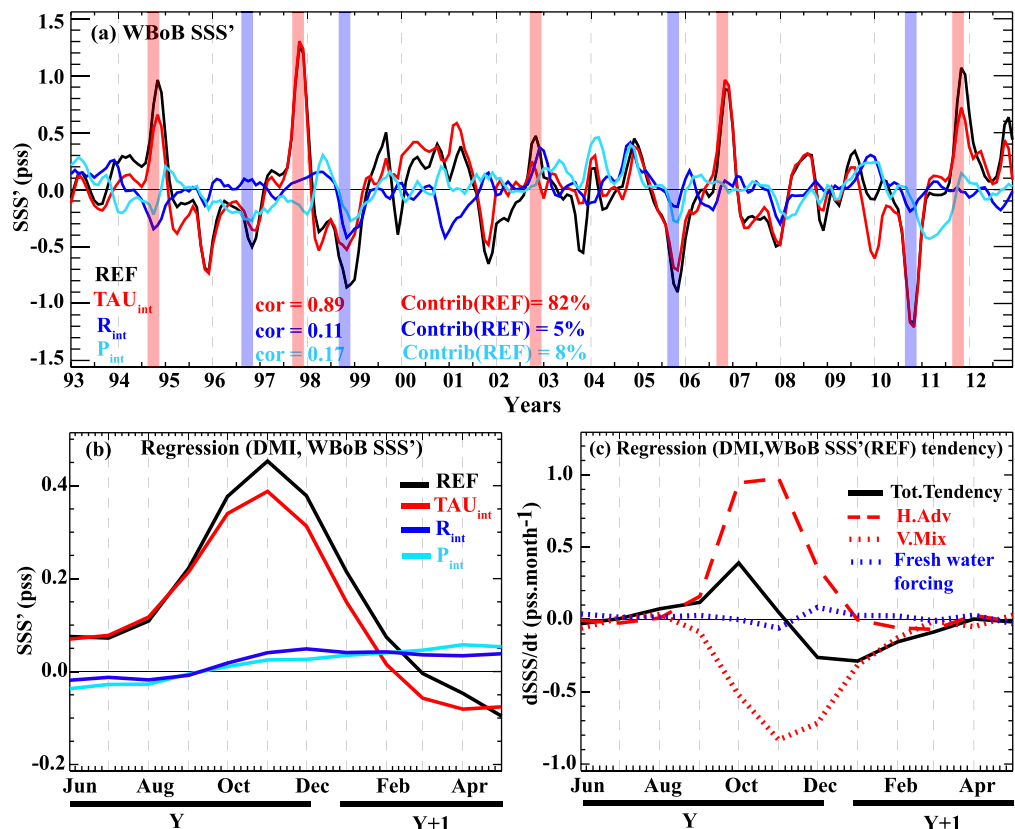 (a) WBoB SSS'
SSS' (pss)
1.5
1.0
0.5
0.0
-0.5
-1.0
-1.5
REF
TAUint cor = 0.89 Contrib(REF)= 82%
Rint cor = 0.11 Contrib(REF)= 5%
Pint cor = 0.17 Contrib(REF)= 8%
93 94 95 96 97 98 99 00 01 02 03 04 05 06 07 08 09 10 11 12
Years
(b) Regression (DMI, WBoB SSS')
SSS' (pss)
0.4
0.2
0.0
-0.2
REF
TAUint
Rint
Pint
Jun Aug Oct Dec Feb Apr
Y Y+1
(c) Regression (DMI,WBoB SSS'(REF) tendency)
dSSS/dt (pss.month-1)
1.0
0.5
0.0
-0.5
-1.0
Tot.Tendency
H.Adv
V.Mix
Fresh water
forcing
Jun Aug Oct Dec Feb Apr
Y Y+1